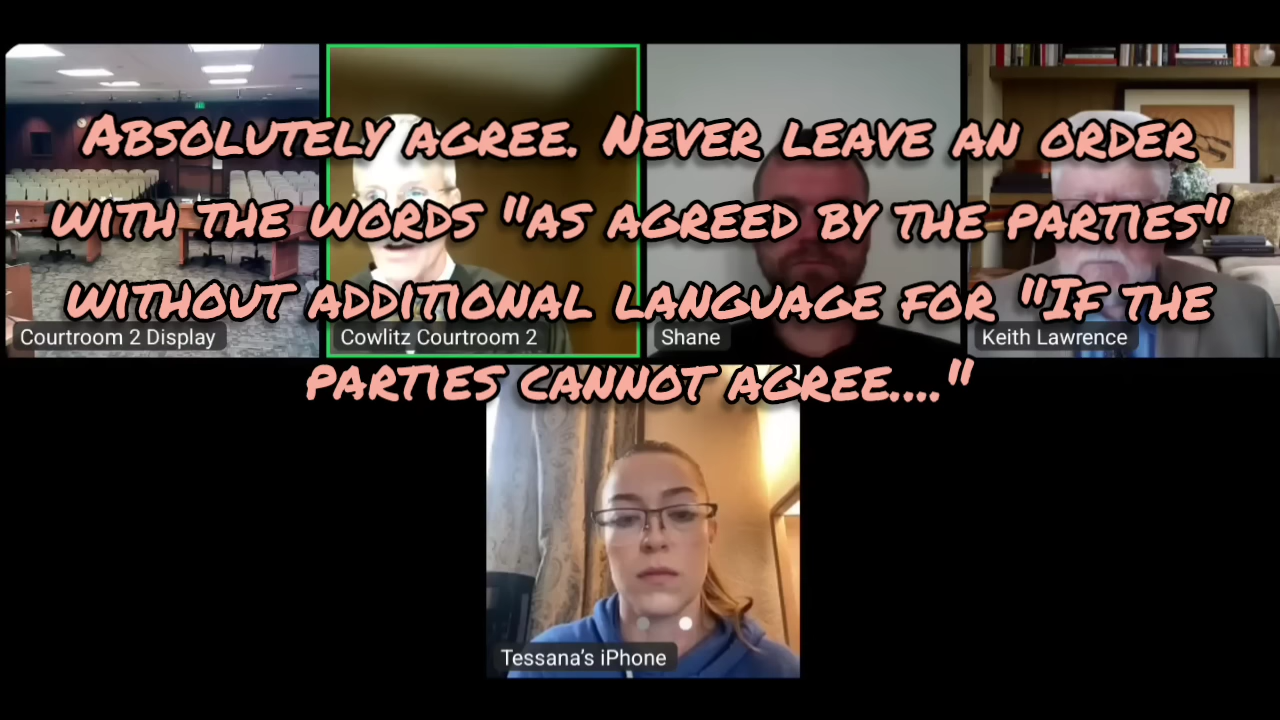 Absolutely agree. Never leave an order
with the words "as agreed by the parties"
without additional language for "If the
parties cannot agree...."
Courtroom 2 Display
Cowlitz Courtroom 2
Shane
Keith Lawrence
Tessana's iPhone